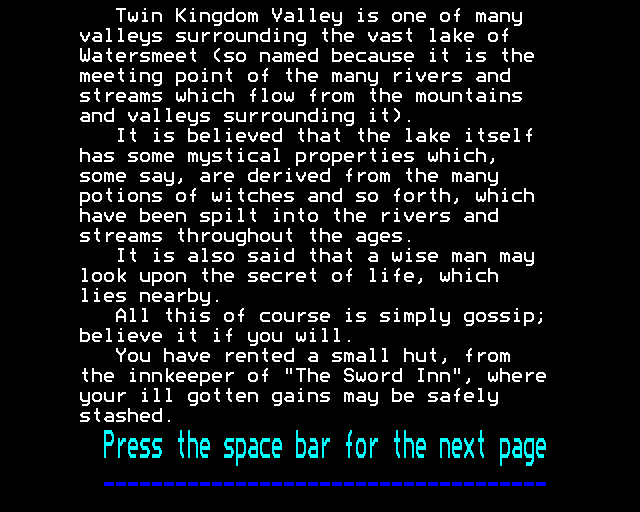 Twin Kingdom Valley is one of many
valleys surrounding the vast lake of
Watersmeet (so named because it is the
meeting point of the many rivers and
streams which flow from the mountains
and valleys surrounding it).
It is believed that the lake itself
has some mystical properties which,
some say, are derived from the many
potions of witches and so forth, which
have been spilt into the rivers and
streams throughout the ages.
It is also said that a wise man may
look upon the secret of life, which
lies nearby.
All this of course is simply gossip;
believe it if you will.
You have rented a small hut, from
the innkeeper of "The Sword Inn", where
your ill gotten gains may be safely
stashed.
Press the space bar for the next page